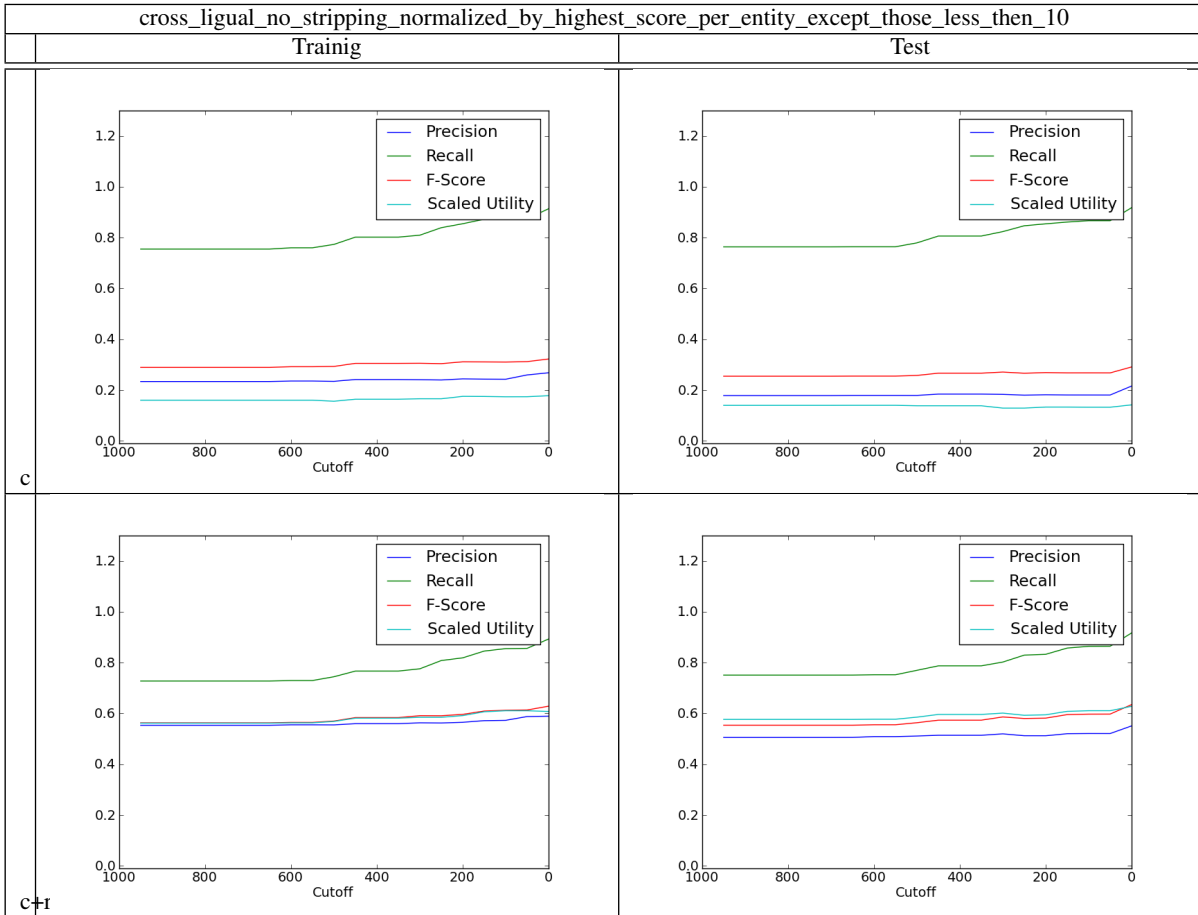 cross_ligual_no_stripping_normalized_by_highest_score_per_entity_except_those_less_then_10
Trainig Test
c
Precision
Recall
F-Score
Scaled Utility
1.2
1.0
0.8
0.6
0.4
0.2
0.0
1000 800 600 400 200 0
Cutoff
Precision
Recall
F-Score
Scaled Utility
1.2
1.0
0.8
0.6
0.4
0.2
0.0
1000 800 600 400 200 0
Cutoff
c+r
Precision
Recall
F-Score
Scaled Utility
1.2
1.0
0.8
0.6
0.4
0.2
0.0
1000 800 600 400 200 0
Cutoff
Precision
Recall
F-Score
Scaled Utility
1.2
1.0
0.8
0.6
0.4
0.2
0.0
1000 800 600 400 200 0
Cutoff